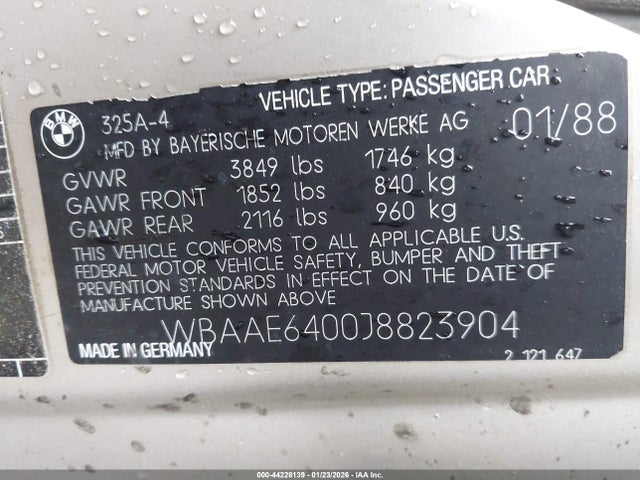 VEHICLE TYPE: PASSENGER CAR
BMW
325A-4
MFD BY BAYERISCHE MOTOREN WERKE AG 01/88
GVWR 3849 lbs 1746 kg
GAWR FRONT 1852 lbs 840 kg
GAWR REAR 2116 lbs 960 kg
THIS VEHICLE CONFORMS TO ALL APPLICABLE U.S.
FEDERAL MOTOR VEHICLE SAFETY, BUMPER AND THEFT
PREVENTION STANDARDS IN EFFECT ON THE DATE OF
MANUFACTURE SHOWN ABOVE
WBAAE6400J8823904
MADE IN GERMANY 2 121 647
000-44228139 - 01/23/2026 - IAA Inc.